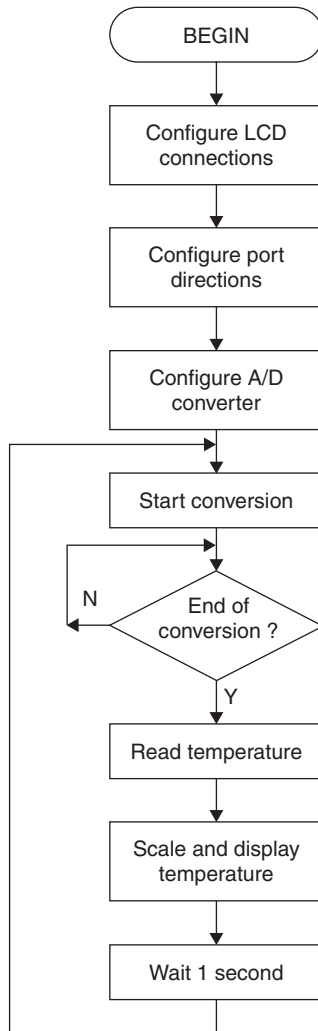 BEGIN
Configure LCD
connections
Configure port
directions
Configure A/D
converter
Start conversion
N
End of
conversion ?
Y
Read temperature
Scale and display
temperature
Wait 1 second